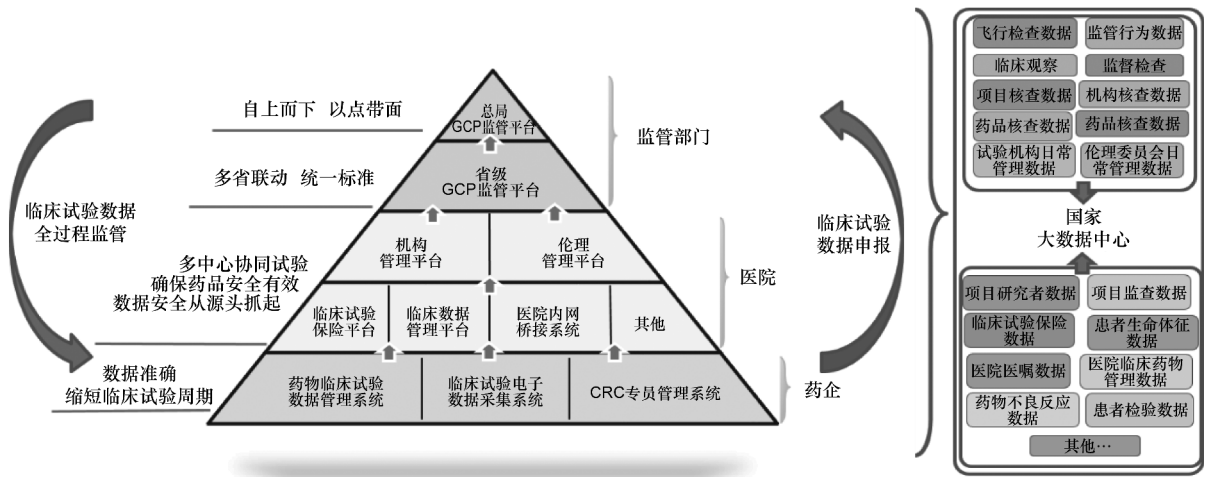 自上而下 以点带面
多省联动 统一标准
临床试验数据
全过程监管
多中心协同试验
确保药品安全有效
数据安全从源头抓起
数据准确
缩短临床试验周期
总局
GCP监管平台
省级
GCP监管平台
机构
管理平台
伦理
管理平台
临床试验
保险平台
临床数据
管理平台
医院内网
桥接系统
其他
药物临床试验
数据管理系统
临床试验电子
数据采集系统
CRC专员管理系统
监管部门
医院
药企
临床试验
数据申报
飞行检查数据
监管行为数据
临床观察
监督检查
项目核查数据
机构核查数据
药品核查数据
药品核查数据
试验机构日常
管理数据
伦理委员会日
常管理数据
国家
大数据中心
项目研究者数据
项目监查数据
临床试验保险
数据
患者生命体征
数据
医院医嘱数据
医院临床药物
管理数据
药物不良反应
数据
患者检验数据
其他…